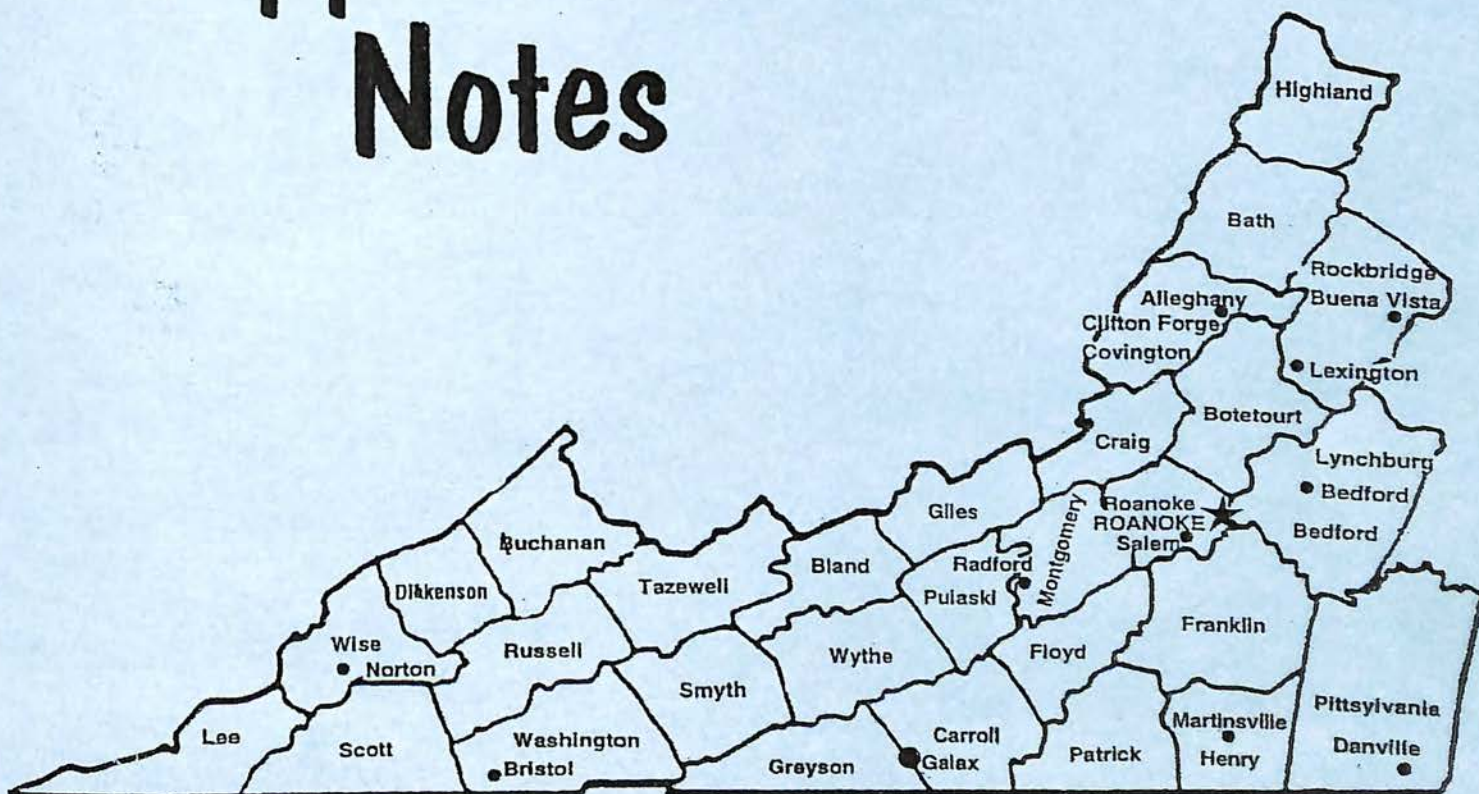 Notes
Highland
Bath
Rockbridge
Alleghany
Buena Vista
Clifton Forge
Covington
Lexington
Botetourt
Craig
Lynchburg
Bedford
Giles
Roanoke
ROANOKE
Salem
Bedford
Buchanan
Montgomery
Bland
Radford
Tazewell
Dikkenson
Pulaski
Franklin
Wise
Russell
Norton
Wythe
Floyd
Smyth
Pittsylvania
Martinsville
Lee
Scott
Washington
Carroll
Danville
Patrick
Henry
Bristol
Grayson
Galax